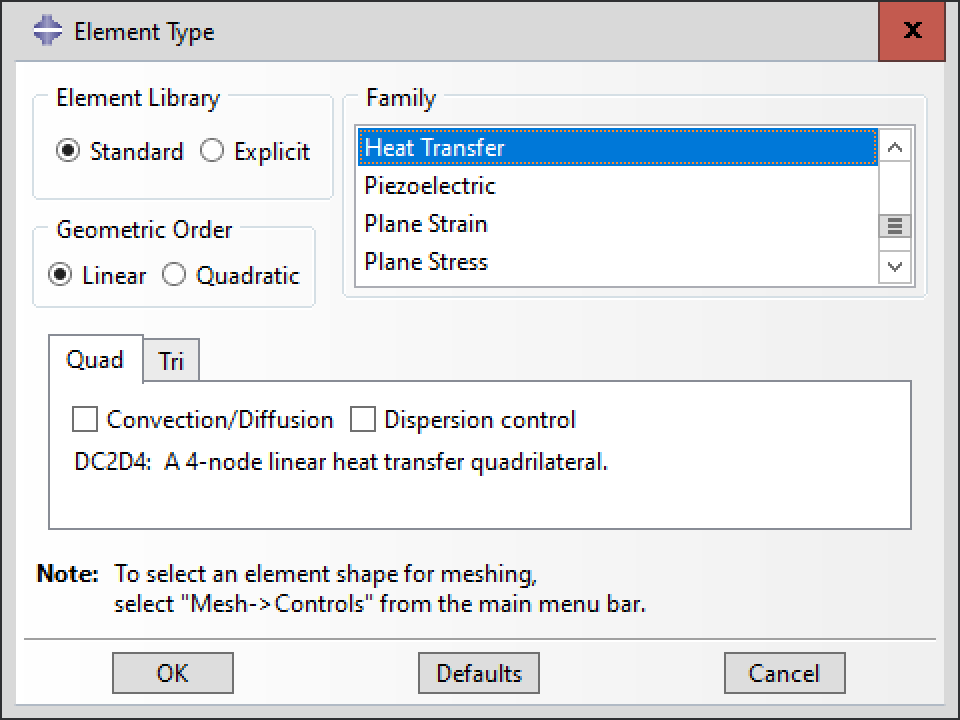 Element Type
x
Element Library
Standard Explicit
Family
Heat Transfer
Piezoelectric
Plane Strain
Plane Stress
Geometric Order
Linear Quadratic
Quad Tri
Convection/Diffusion Dispersion control
DC2D4: A 4-node linear heat transfer quadrilateral.
Note: To select an element shape for meshing,
select "Mesh->Controls" from the main menu bar.
OK Defaults Cancel